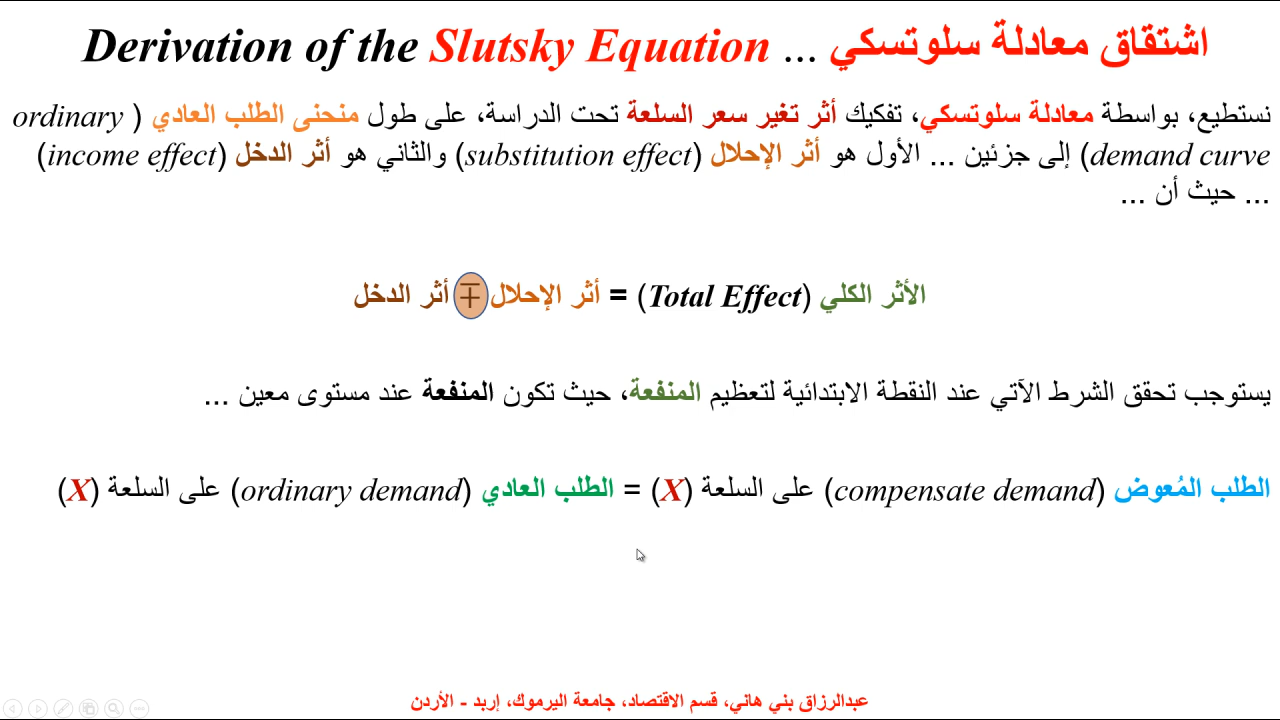 اشتقاق معادلة سلوتسكي ... Derivation of the Slutsky Equation
نستطيع، بواسطة معادلة سلوتسكي، تفكيك أثر تغير سعر السلعة تحت الدراسة، على طول منحنى الطلب العادي (ordinary
demand curve) إلى جزئين ... الأول هو أثر الإحلال (substitution effect) والثاني هو أثر الدخل (income effect)
... حيث أن ...
الأثر الكلي (Total Effect) = أثر الإحلال ∓ أثر الدخل
يستوجب تحقق الشرط الآتي عند النقطة الابتدائية لتعظيم المنفعة، حيث تكون المنفعة عند مستوى معين ...
الطلب المُعوض (compensate demand) على السلعة (X) = الطلب العادي (ordinary demand) على السلعة (X)
عبدالرزاق بني هاني، قسم الاقتصاد، جامعة اليرموك، إربد - الأردن